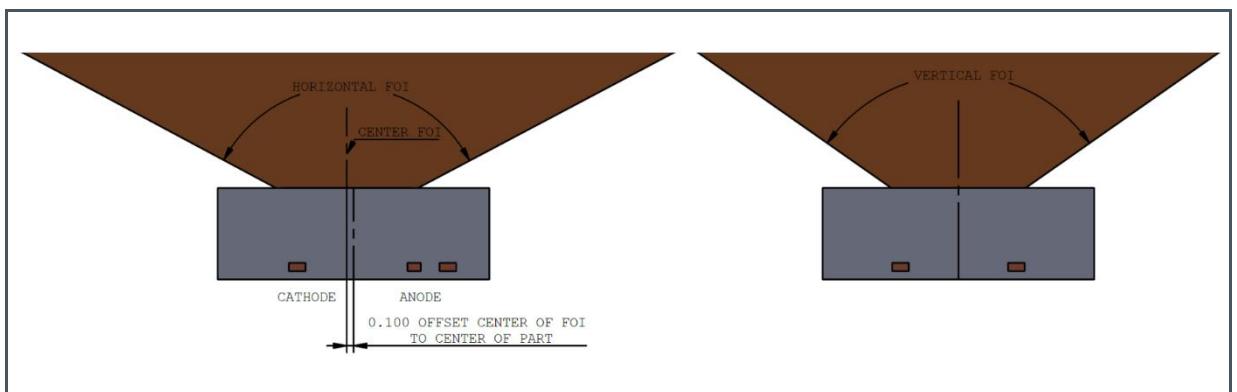 HORIZONTAL FOI
CENTER FOI
CATHODE
ANODE
0.100 OFFSET CENTER OF FOI
TO CENTER OF PART
VERTICAL FOI